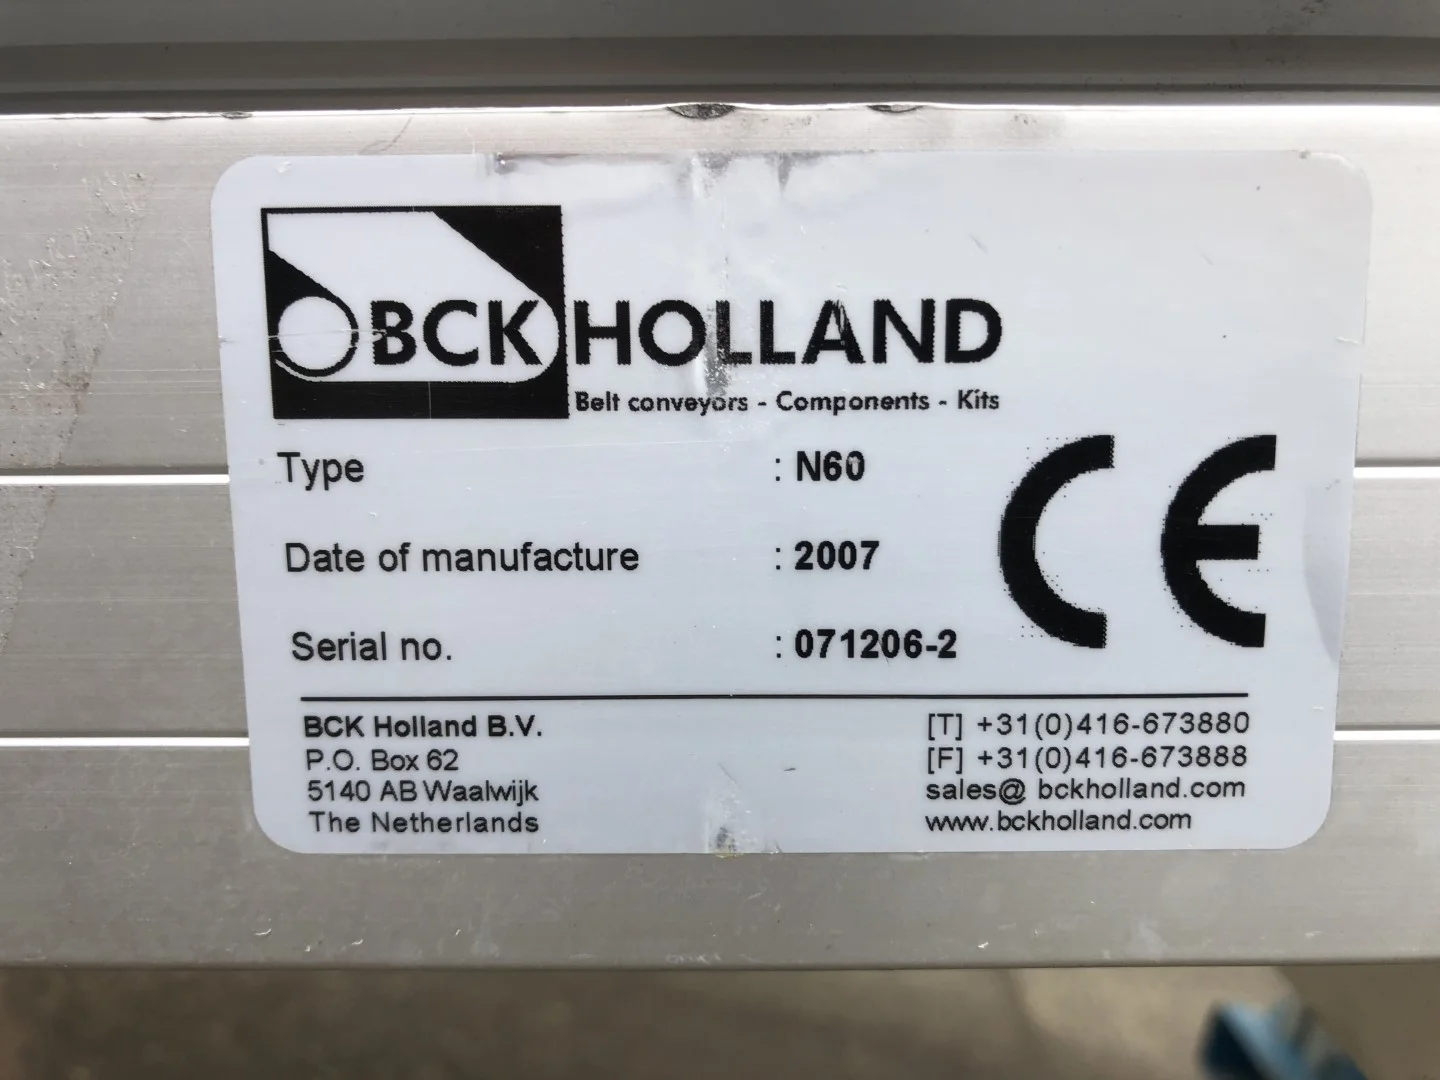 BCK HOLLAND
Belt conveyors - Components - Kits
Type : N60
Date of manufacture : 2007
Serial no. : 071206-2
CE
BCK Holland B.V.
P.O. Box 62
5140 AB Waalwijk
The Netherlands
[T] +31(0)416-673880
[F] +31(0)416-673888
sales@ bckholland.com
www.bckholland.com